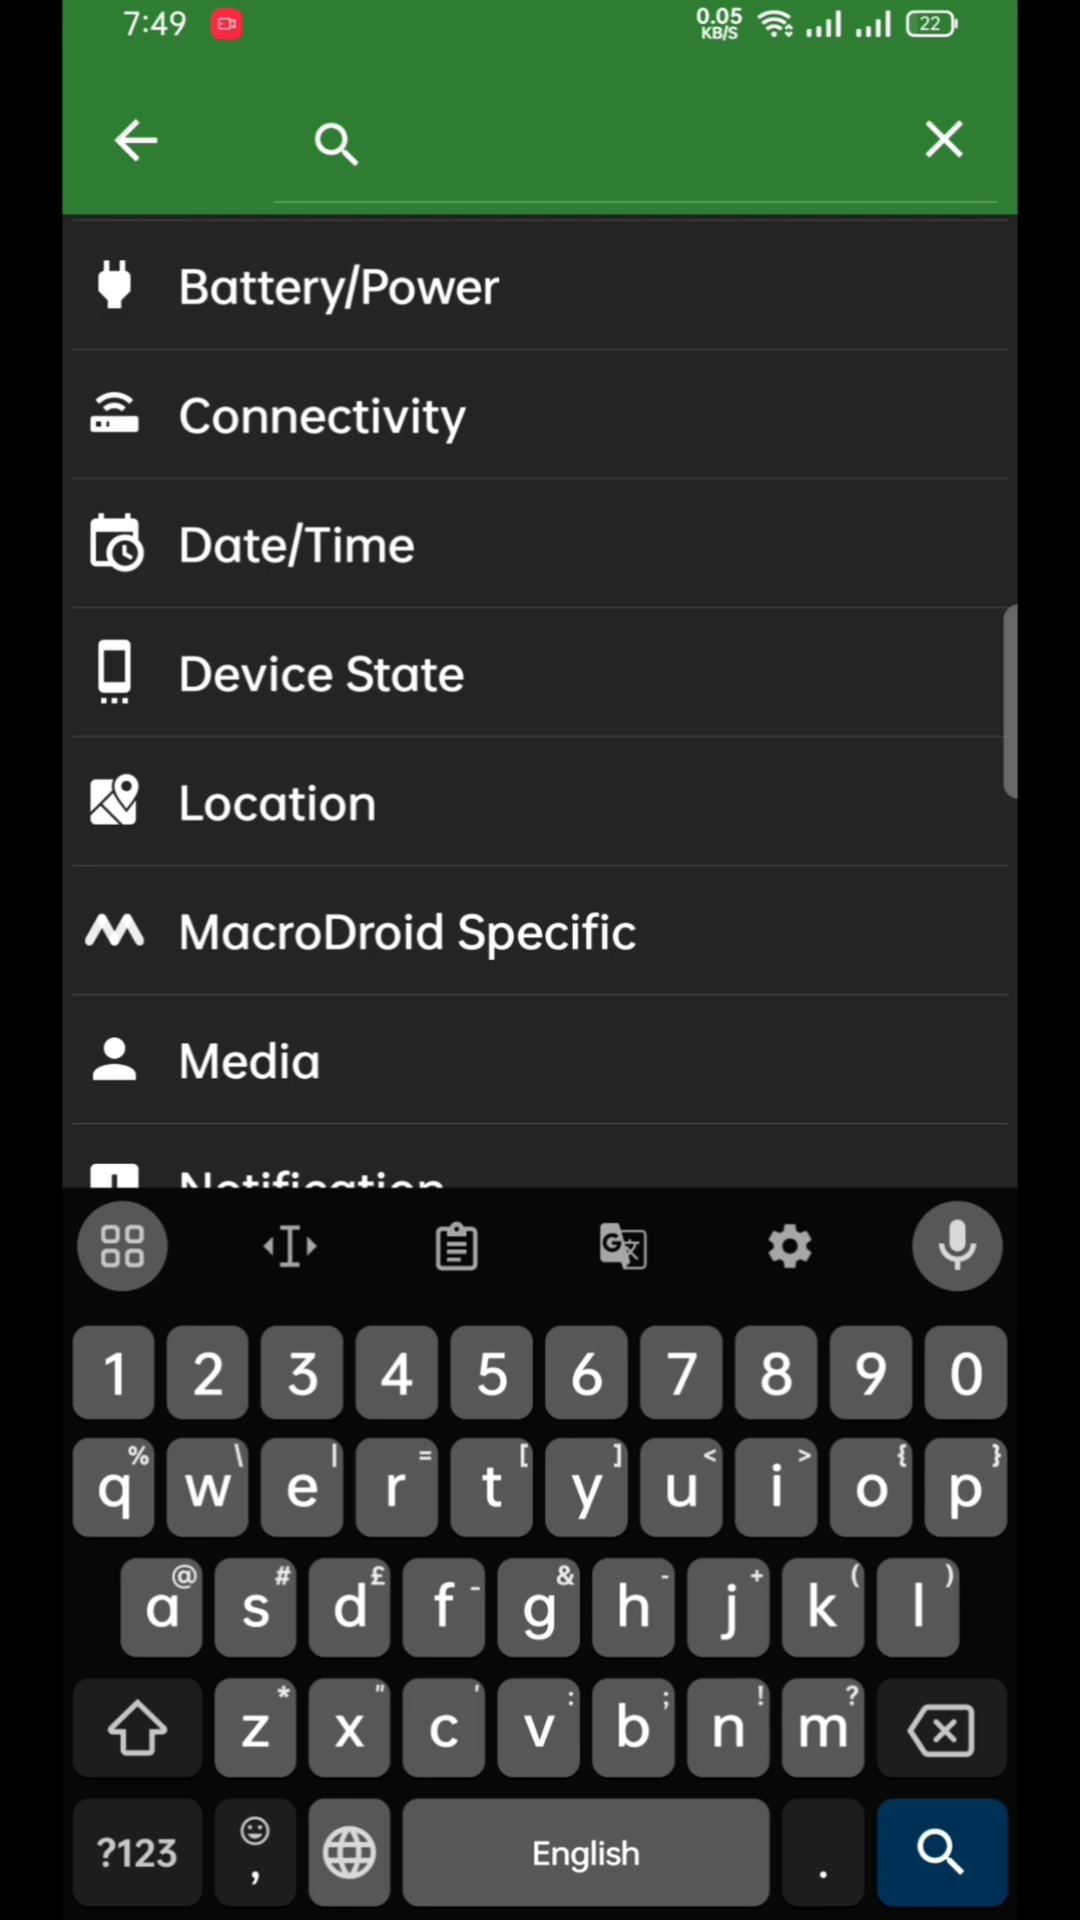 7:49 0.05 KB/S 22
Battery/Power
Connectivity
Date/Time
Device State
Location
MacroDroid Specific
Media
Notification
1 2 3 4 5 6 7 8 9 0
q % w \ e | r = t [ y ] u < i > o { p }
a @ s # d £ f - g & h - j + k ( l )
z * x " c ' v : b ; n ! m ?
?123 , English .